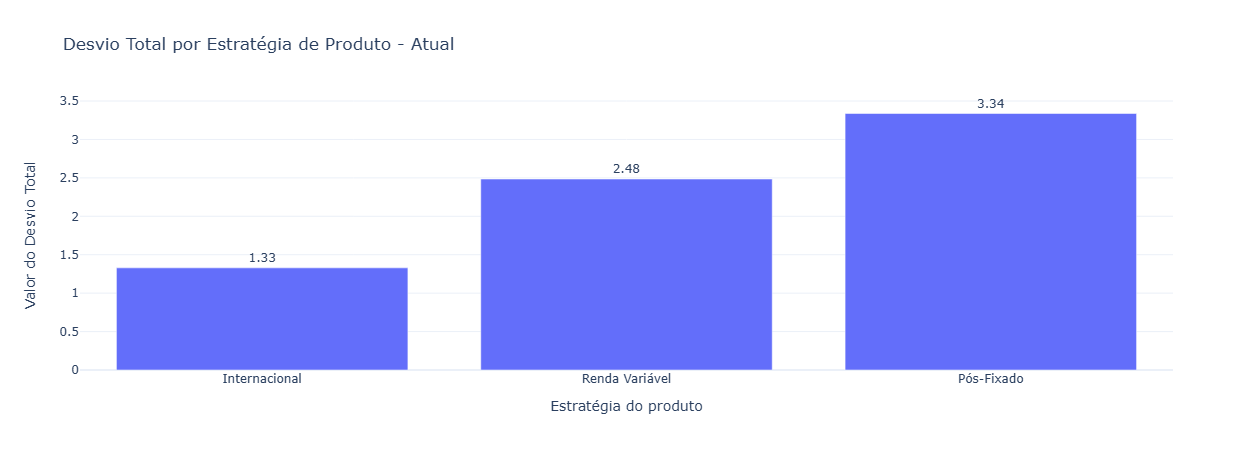 Desvio Total por Estratégia de Produto - Atual
Valor do Desvio Total
3.5
3
2.5
2
1.5
1
0.5
0
1.33
2.48
3.34
Internacional
Renda Variável
Pós-Fixado
Estratégia do produto